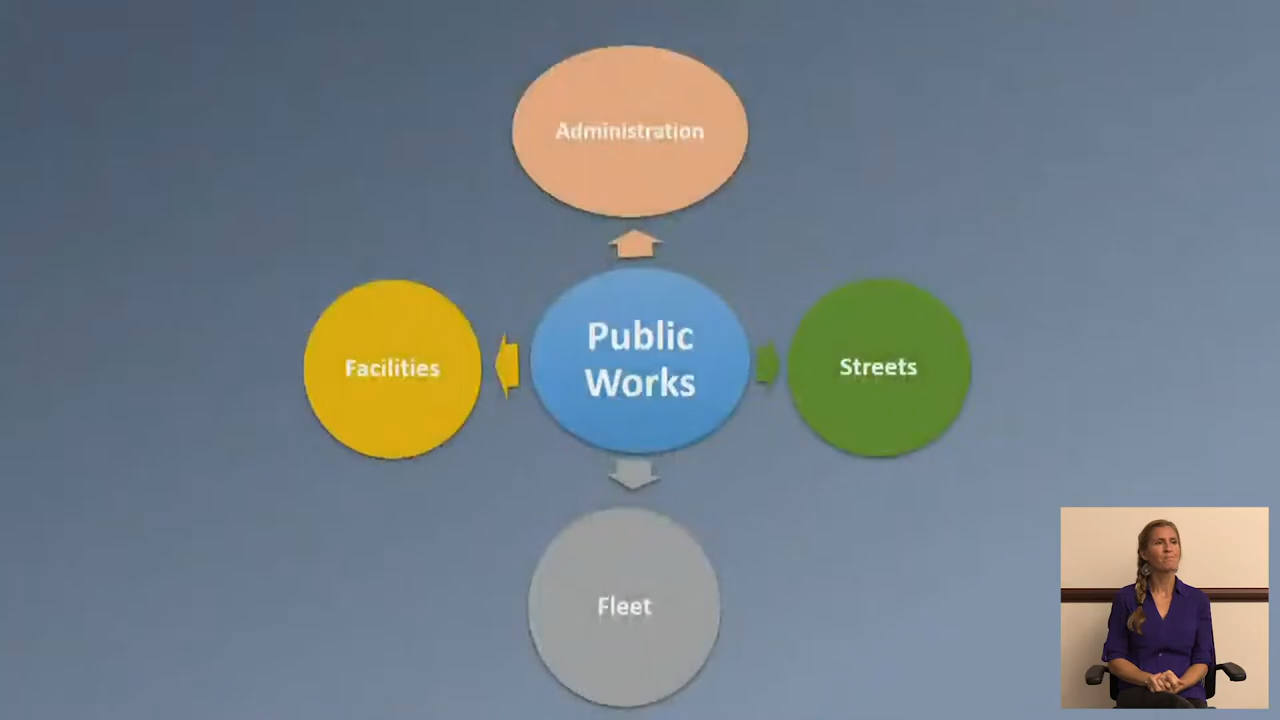 Administration
Facilities
Public
Works
Streets
Fleet